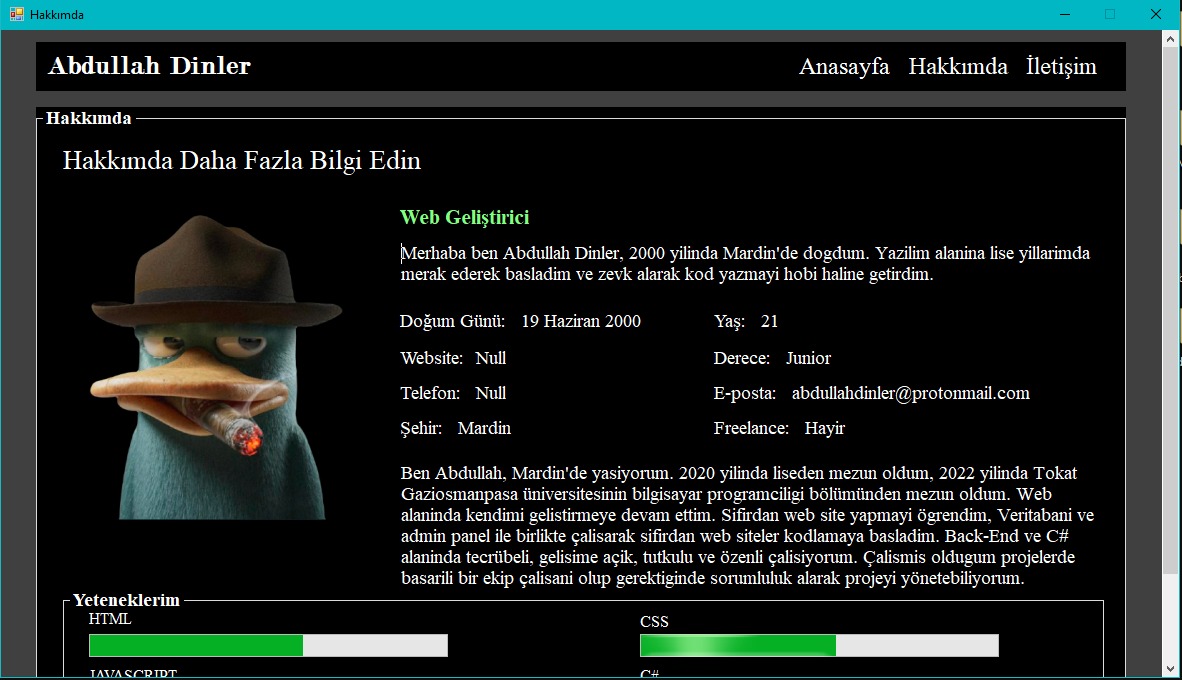 Hakkımda
Abdullah Dinler
Anasayfa Hakkımda İletişim
Hakkımda
Hakkımda Daha Fazla Bilgi Edin
Web Geliştirici
Merhaba ben Abdullah Dinler, 2000 yilinda Mardin'de dogdum. Yazilim alanina lise yillarimda
merak ederek basladim ve zevk alarak kod yazmayi hobi haline getirdim.
Doğum Günü: 19 Haziran 2000 Yaş: 21
Website: Null Derece: Junior
Telefon: Null E-posta: abdullahdinler@protonmail.com
Şehir: Mardin Freelance: Hayir
Ben Abdullah, Mardin'de yasiyorum. 2020 yilinda liseden mezun oldum, 2022 yilinda Tokat
Gaziosmanpasa üniversitesinin bilgisayar programciligi bölümünden mezun oldum. Web
alaninda kendimi gelistirmeye devam ettim. Sifirdan web site yapmayi ögrendim, Veritabani ve
admin panel ile birlikte çalisarak sifirdan web siteler kodlamaya basladim. Back-End ve C#
alaninda tecrübeli, gelisime açik, tutkulu ve özenli çalisiyorum. Çalismis oldugum projelerde
basarili bir ekip çalisani olup gerektiginde sorumluluk alarak projeyi yönetebiliyorum.
Yeteneklerim
HTML CSS
JAVASCRIPT C#